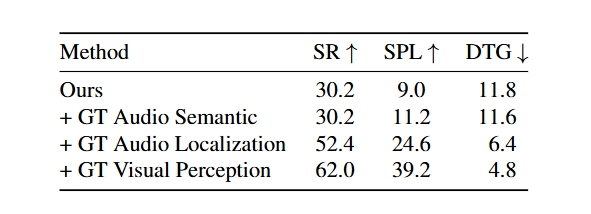 Method SR ↑ SPL ↑ DTG ↓
Ours 30.2 9.0 11.8
+ GT Audio Semantic 30.2 11.2 11.6
+ GT Audio Localization 52.4 24.6 6.4
+ GT Visual Perception 62.0 39.2 4.8